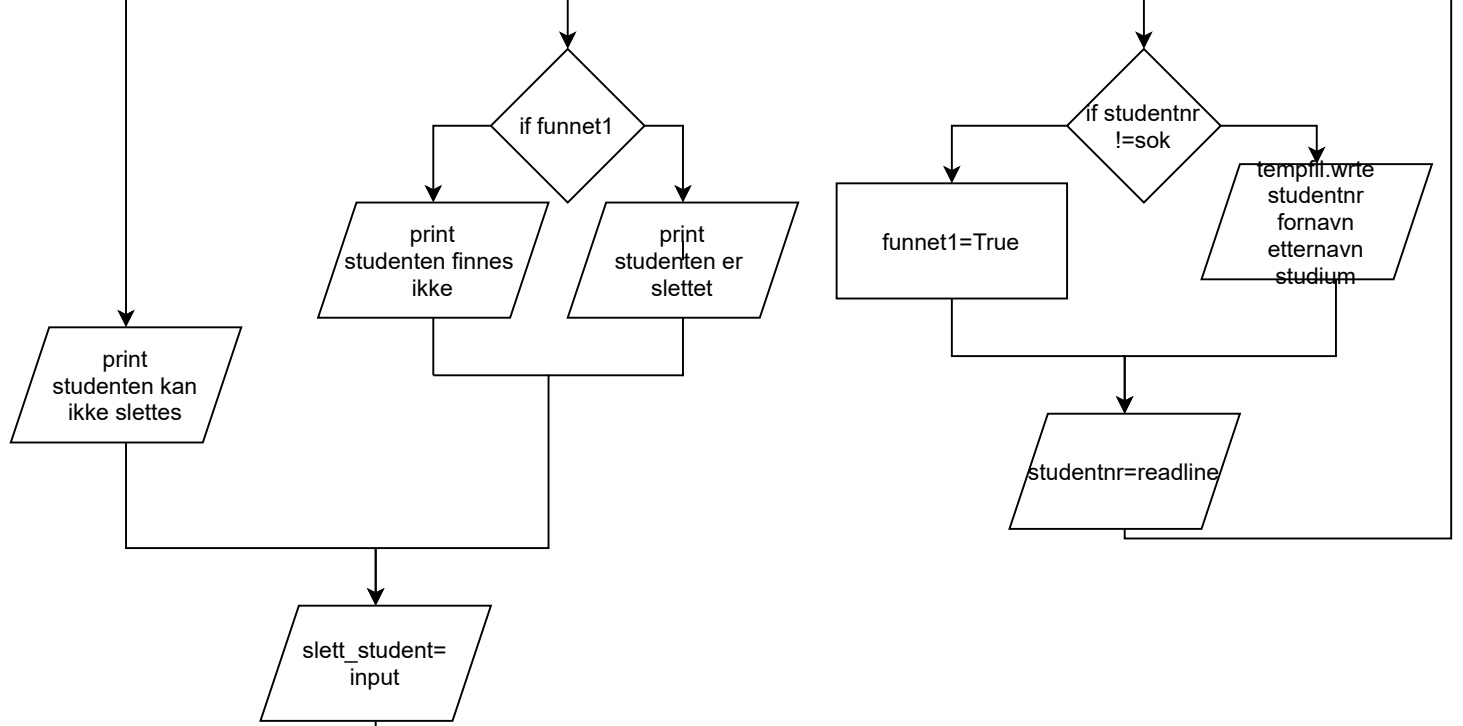 if funnet1
if studentnr
!=sok
print
studenten finnes
ikke
print
studenten er
slettet
funnet1=True
tempfil.wrte
studentnr
fornavn
etternavn
studium
print
studenten kan
ikke slettes
studentnr=readline
slett_student=
input